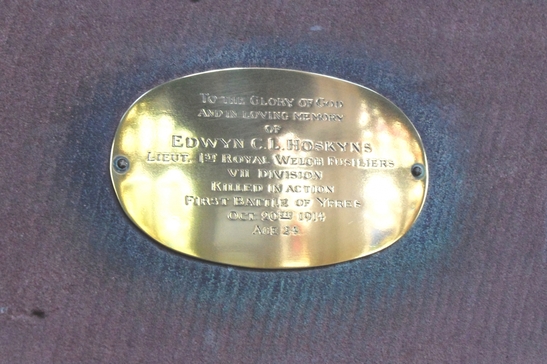 To the Glory of God
and in loving memory
of
Edwyn C. L. Hoskyns
Lieut. 1st Royal Welch Fusiliers
VII Division
Killed in action
First Battle of Ypres
Oct. 20th 1914
Age 23